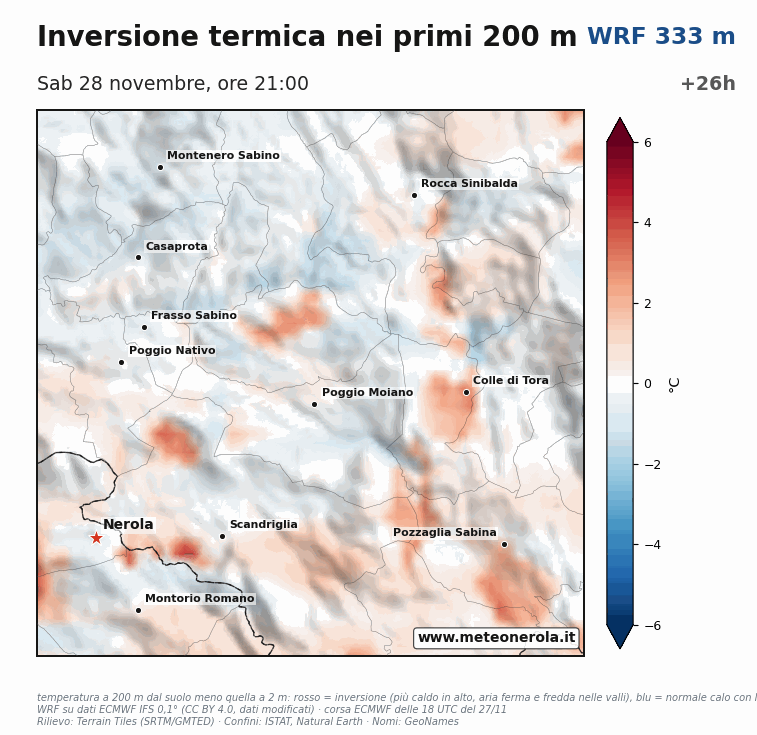 Inversione termica nei primi 200 m WRF 333 m
Sab 28 novembre, ore 21:00 +26h
Montenero Sabino
Rocca Sinibalda
Casaprota
Frasso Sabino
Poggio Nativo
Colle di Tora
Poggio Moiano
Nerola
Scandriglia
Pozzaglia Sabina
Montorio Romano
www.meteonerola.it
6
4
2
0
−2
−4
−6
°C
temperatura a 200 m dal suolo meno quella a 2 m: rosso = inversione (più caldo in alto, aria ferma e fredda nelle valli), blu = normale calo con
WRF su dati ECMWF IFS 0,1° (CC BY 4.0, dati modificati) · corsa ECMWF delle 18 UTC del 27/11
Rilievo: Terrain Tiles (SRTM/GMTED) · Confini: ISTAT, Natural Earth · Nomi: GeoNames